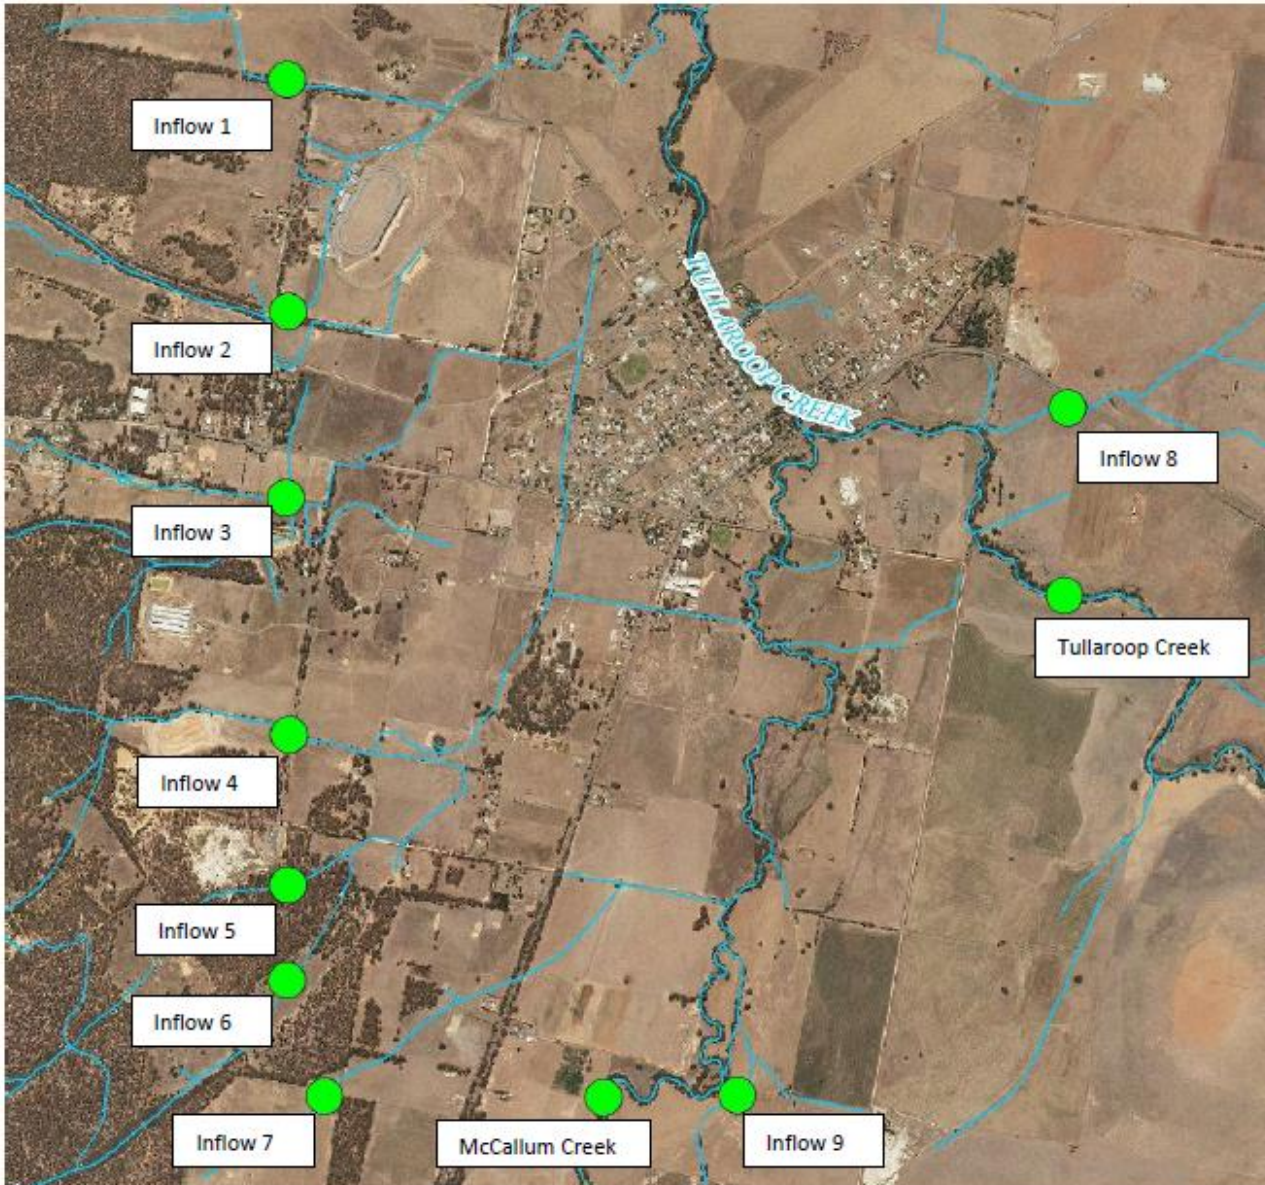 Inflow 1
TULLAROOP CREEK
Inflow 2
Inflow 8
Inflow 3
Tullaroop Creek
Inflow 4
Inflow 5
Inflow 6
Inflow 7
McCallum Creek
Inflow 9